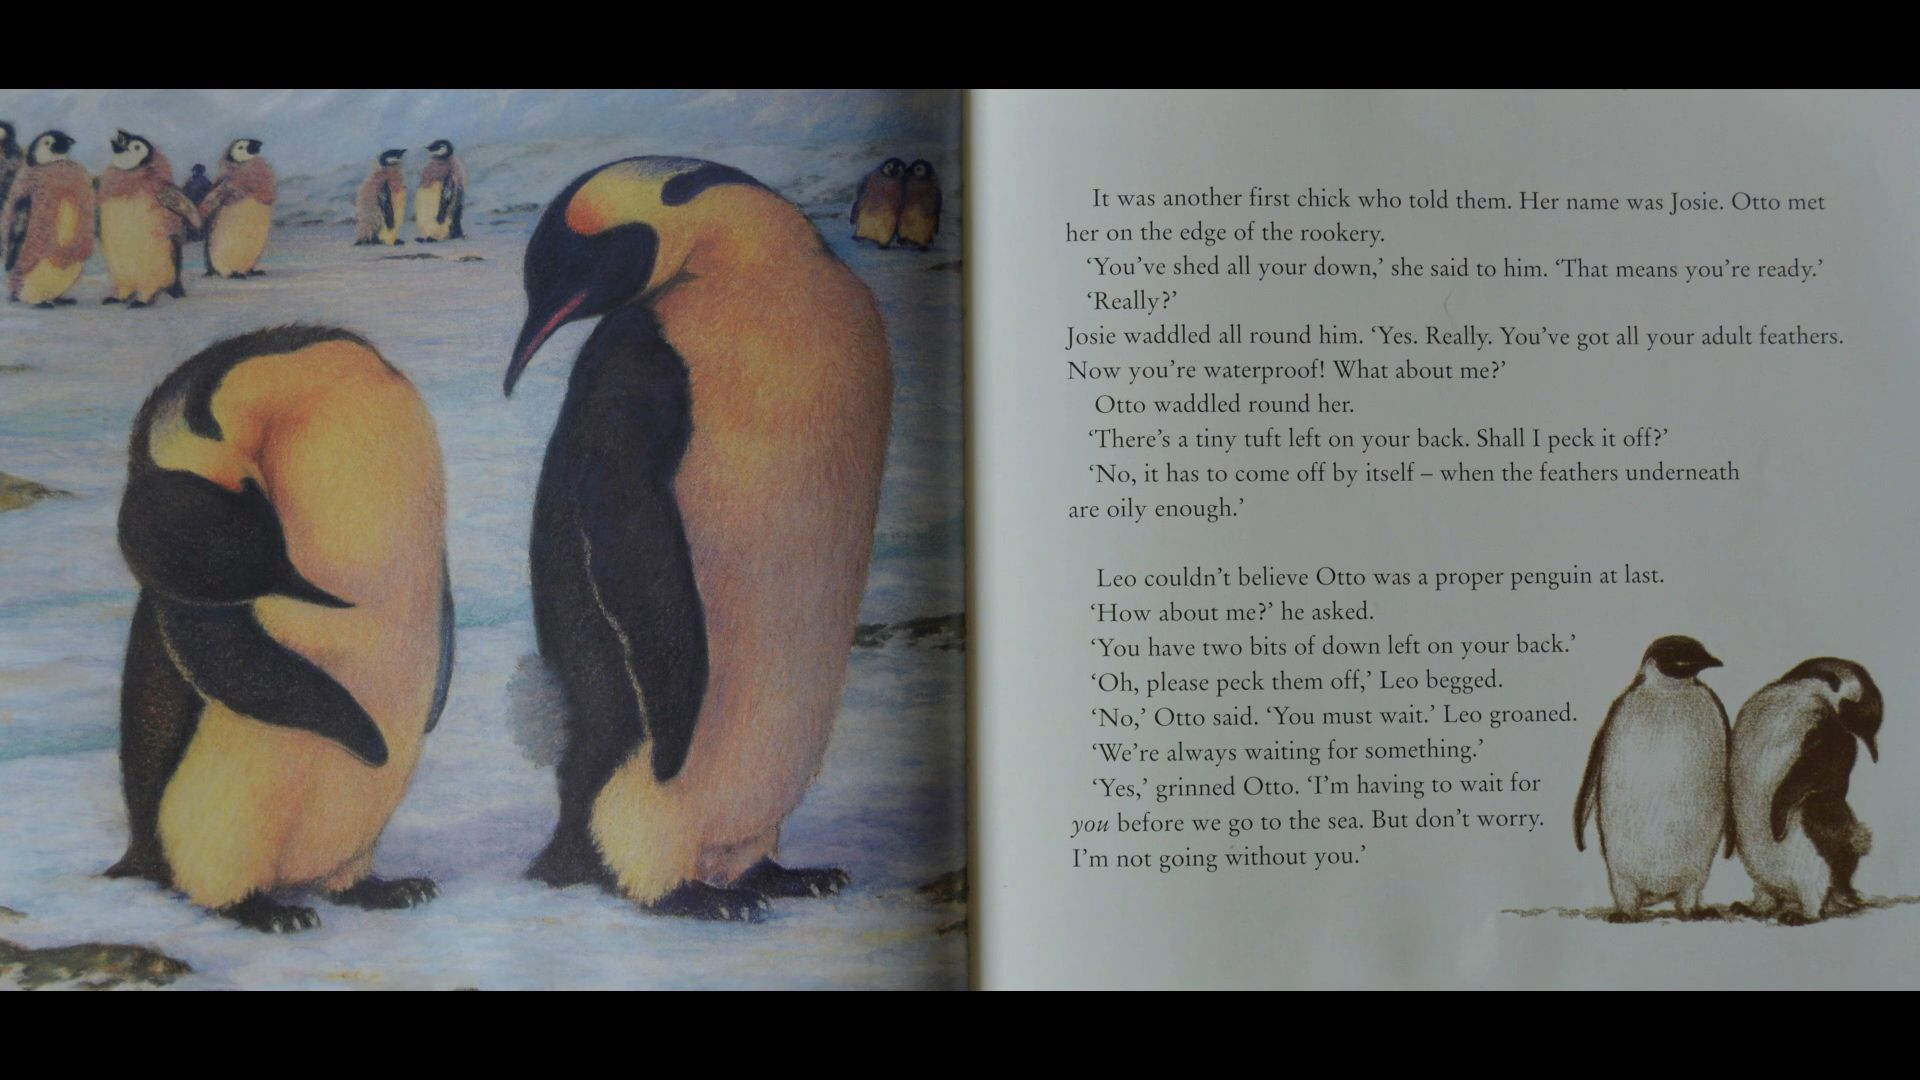 It was another first chick who told them. Her name was Josie. Otto met
her on the edge of the rookery.
‘You’ve shed all your down,’ she said to him. ‘That means you’re ready.’
‘Really?’
Josie waddled all round him. ‘Yes. Really. You’ve got all your adult feathers.
Now you’re waterproof! What about me?’
Otto waddled round her.
‘There’s a tiny tuft left on your back. Shall I peck it off?’
‘No, it has to come off by itself – when the feathers underneath
are oily enough.’
Leo couldn’t believe Otto was a proper penguin at last.
‘How about me?’ he asked.
‘You have two bits of down left on your back.’
‘Oh, please peck them off,’ Leo begged.
‘No,’ Otto said. ‘You must wait.’ Leo groaned.
‘We’re always waiting for something.’
‘Yes,’ grinned Otto. ‘I’m having to wait for
you before we go to the sea. But don’t worry.
I’m not going without you.’